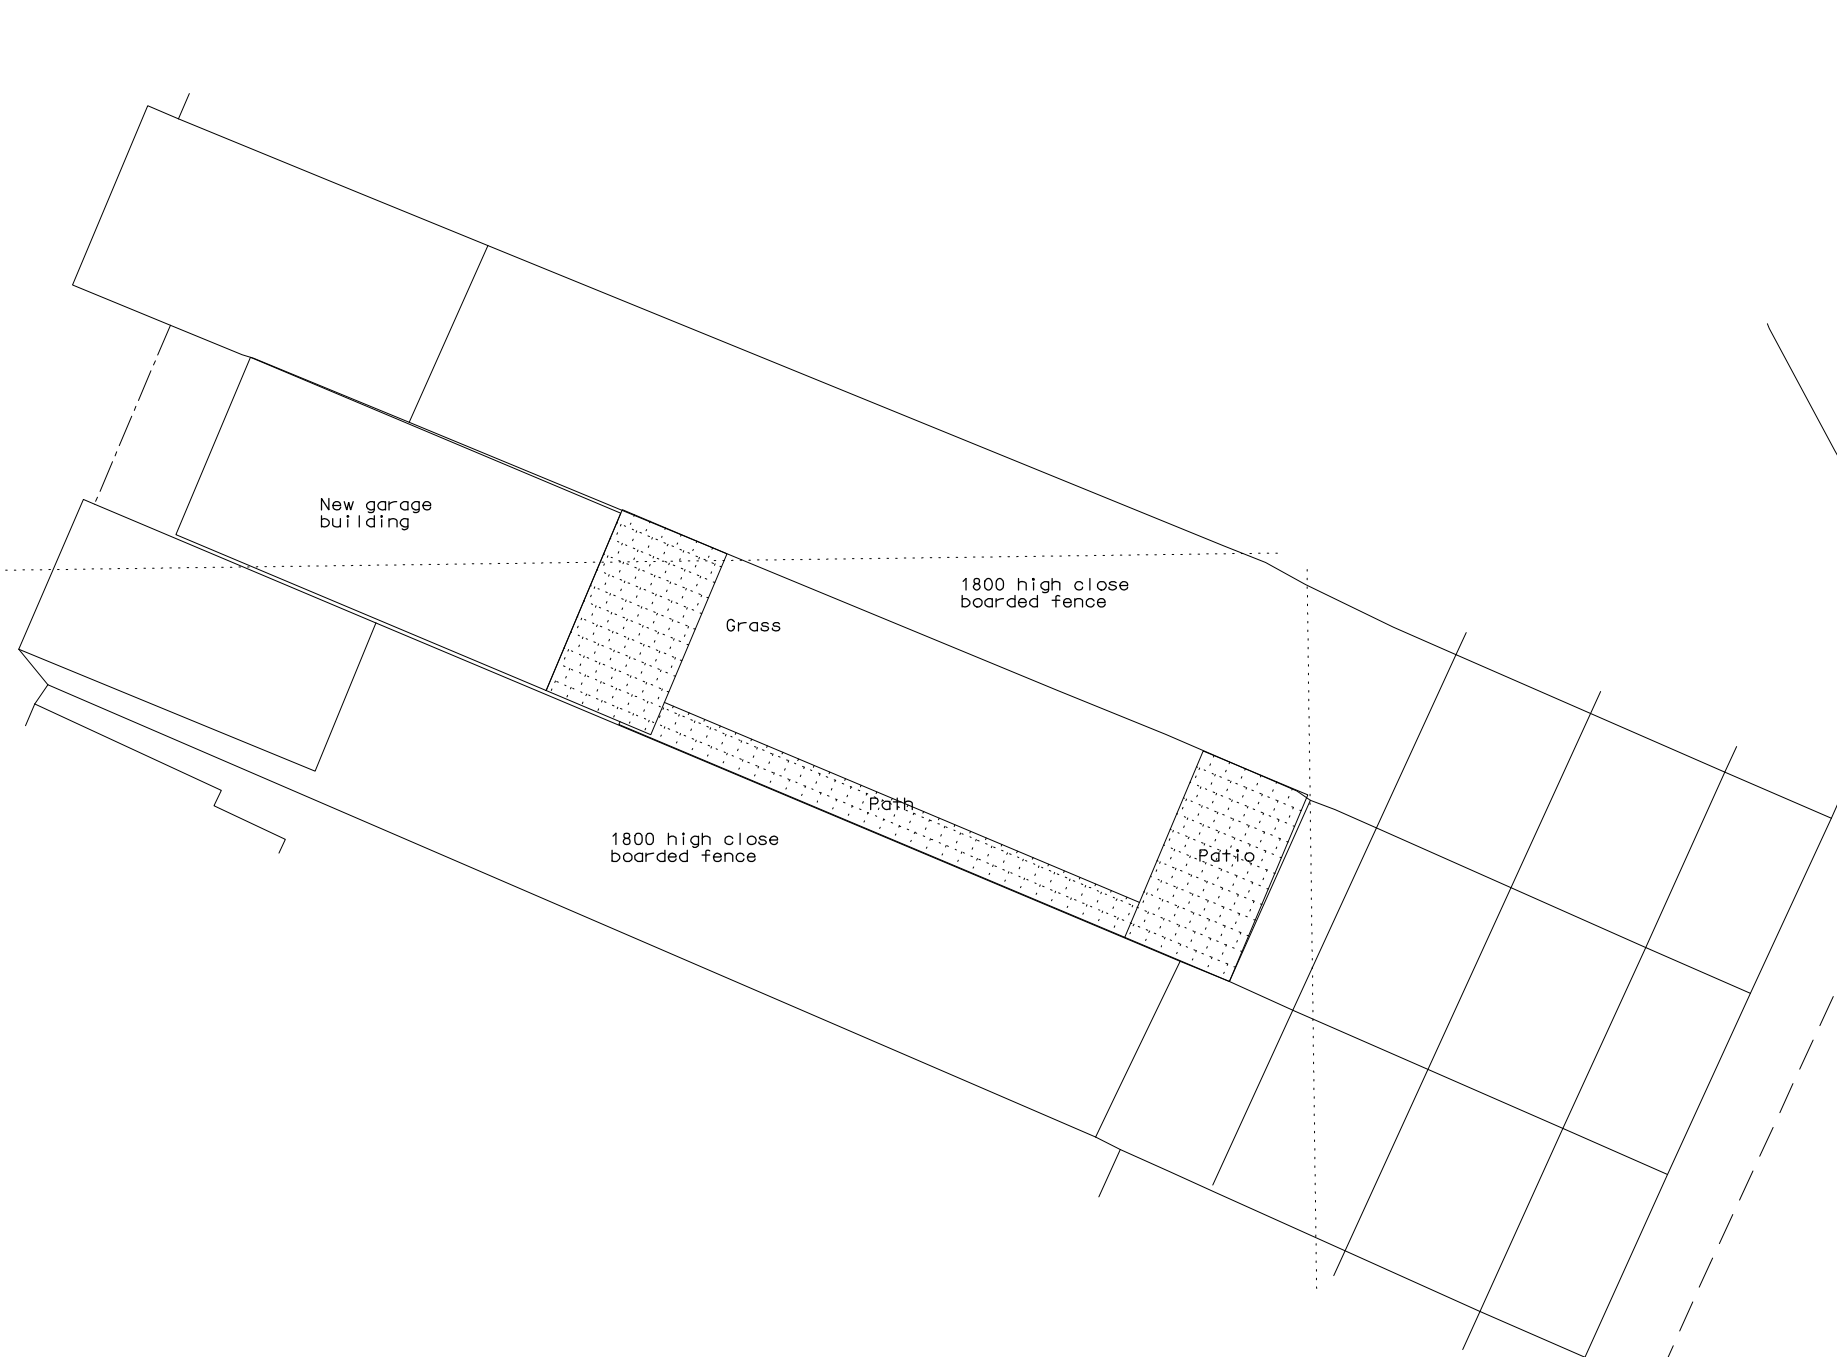 New garage
building
1800 high close
boarded fence
Grass
Path
1800 high close
boarded fence
Patio